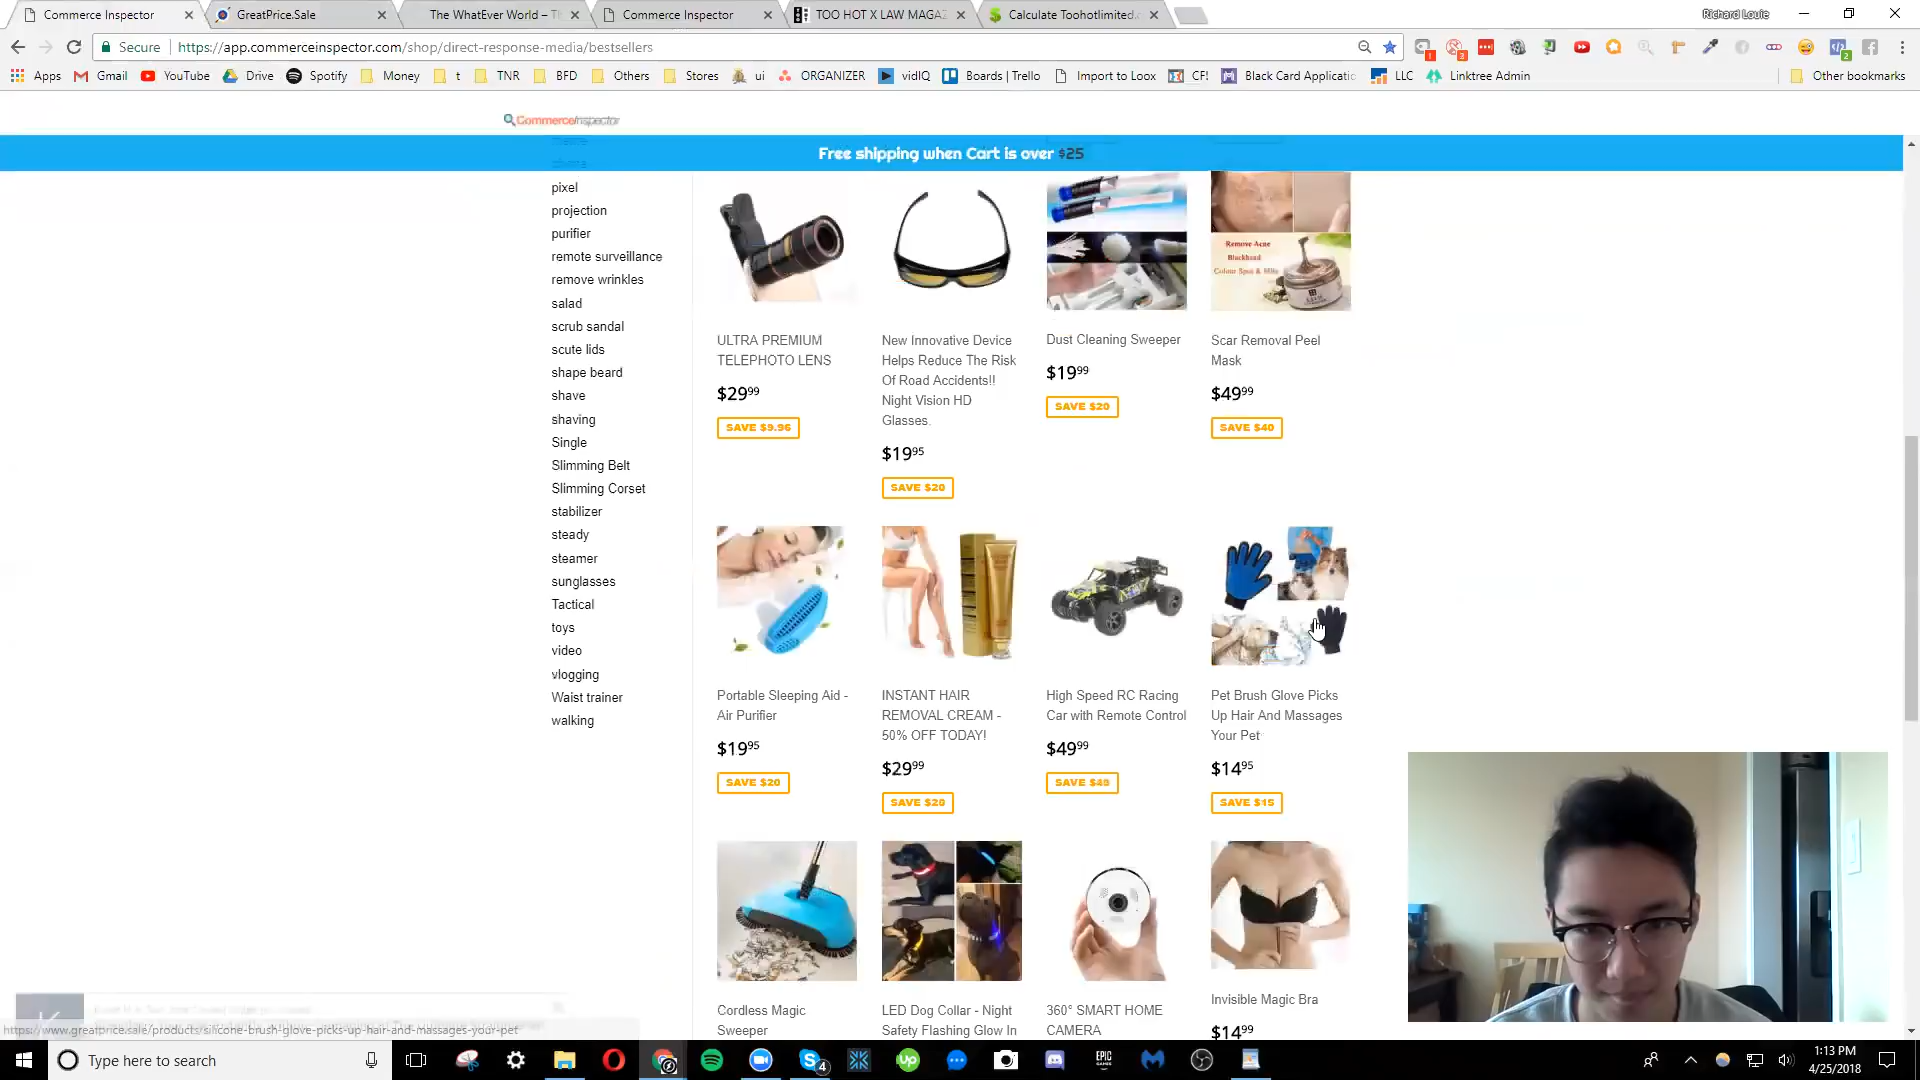 Commerce Inspector
GreatPrice.Sale
The WhatEver World – Th
Commerce Inspector
TOO HOT X LAW MAGAZ
Calculate Toohotlimited.c
Richard Louie
Secure
https://app.commerceinspector.com/shop/direct-response-media/bestsellers
Apps
Gmail
YouTube
Drive
Spotify
Money
t
TNR
BFD
Others
Stores
ui
ORGANIZER
vidIQ
Boards | Trello
Import to Loox
CF!
Black Card Applicatio
LLC
Linktree Admin
Other bookmarks
CommerceInspector
Free shipping when Cart is over $25
pixel
projection
purifier
remote surveillance
remove wrinkles
salad
scrub sandal
scute lids
shape beard
shave
shaving
Single
Slimming Belt
Slimming Corset
stabilizer
steady
steamer
sunglasses
Tactical
toys
video
vlogging
Waist trainer
walking
ULTRA PREMIUM
TELEPHOTO LENS
$29.99
SAVE $9.96
New Innovative Device
Helps Reduce The Risk
Of Road Accidents!!
Night Vision HD
Glasses.
$19.95
SAVE $20
Dust Cleaning Sweeper
$19.99
SAVE $20
Remove Acne
Blackhead
Colour Spot & Blis
Scar Removal Peel
Mask
$49.99
SAVE $40
Portable Sleeping Aid -
Air Purifier
$19.95
SAVE $20
INSTANT HAIR
REMOVAL CREAM -
50% OFF TODAY!
$29.99
SAVE $20
High Speed RC Racing
Car with Remote Control
$49.99
SAVE $40
Pet Brush Glove Picks
Up Hair And Massages
Your Pet
$14.95
SAVE $15
Cordless Magic
Sweeper
LED Dog Collar - Night
Safety Flashing Glow In
360° SMART HOME
CAMERA
Invisible Magic Bra
$14.99
https://www.greatprice.sale/products/silicone-brush-glove-picks-up-hair-and-massages-your-pet
Type here to search
1:13 PM
4/25/2018